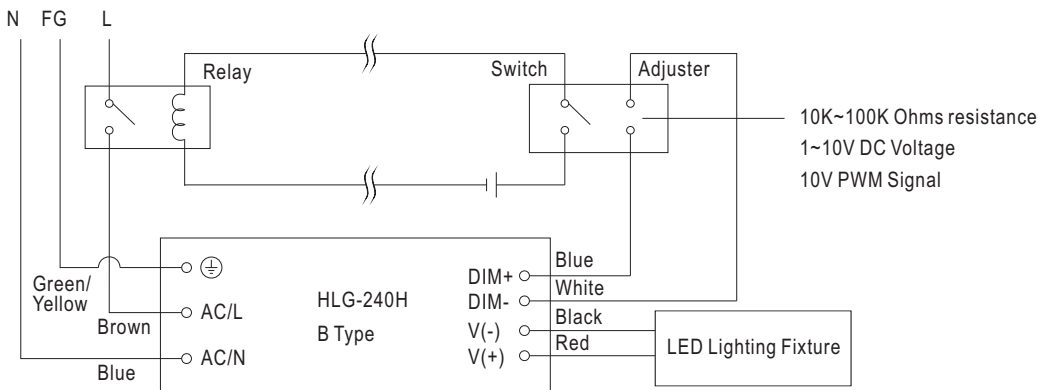 N FG L
Relay
Switch
Adjuster
10K~100K Ohms resistance
1~10V DC Voltage
10V PWM Signal
Green/
Yellow
Brown
Blue
AC/L
AC/N
HLG-240H
B Type
DIM+
DIM-
V(-)
V(+)
Blue
White
Black
Red
LED Lighting Fixture